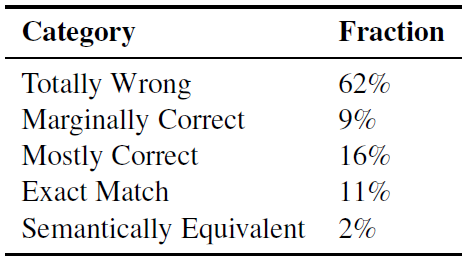 Category Fraction
Totally Wrong 62%
Marginally Correct 9%
Mostly Correct 16%
Exact Match 11%
Semantically Equivalent 2%